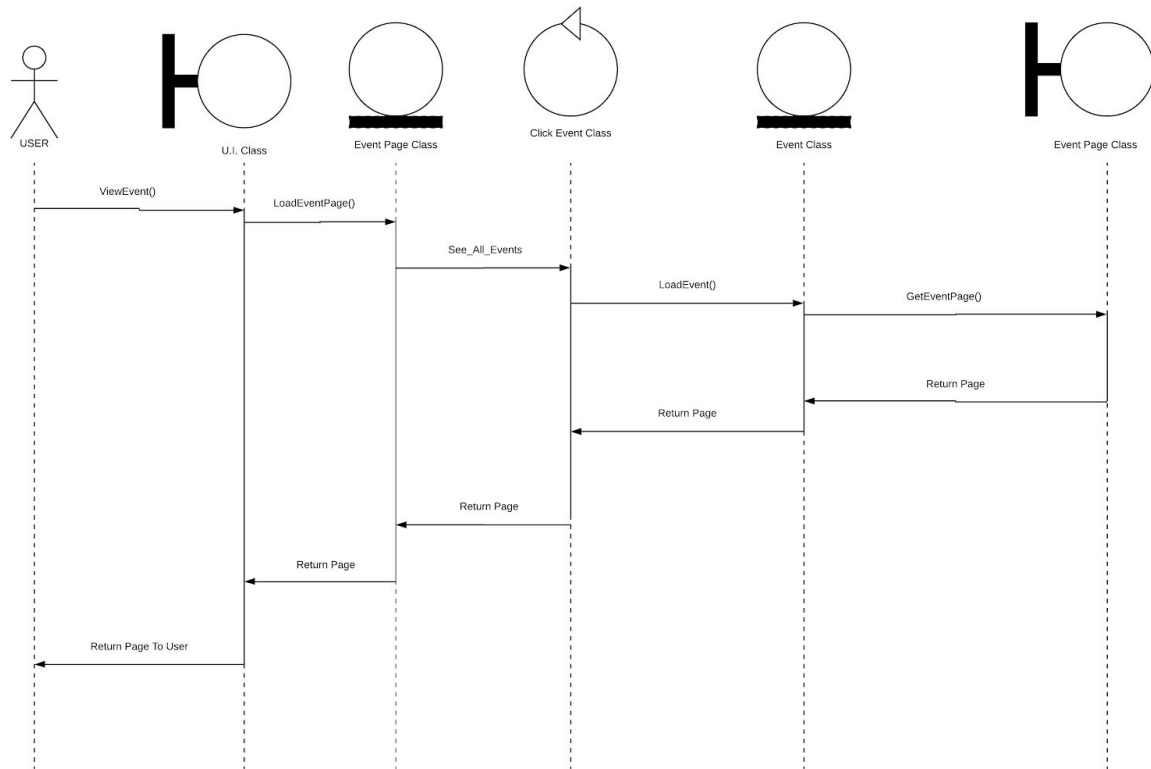 USER
U.I. Class
Event Page Class
Click Event Class
Event Class
Event Page Class
ViewEvent()
LoadEventPage()
See_All_Events
LoadEvent()
GetEventPage()
Return Page
Return Page
Return Page
Return Page
Return Page To User